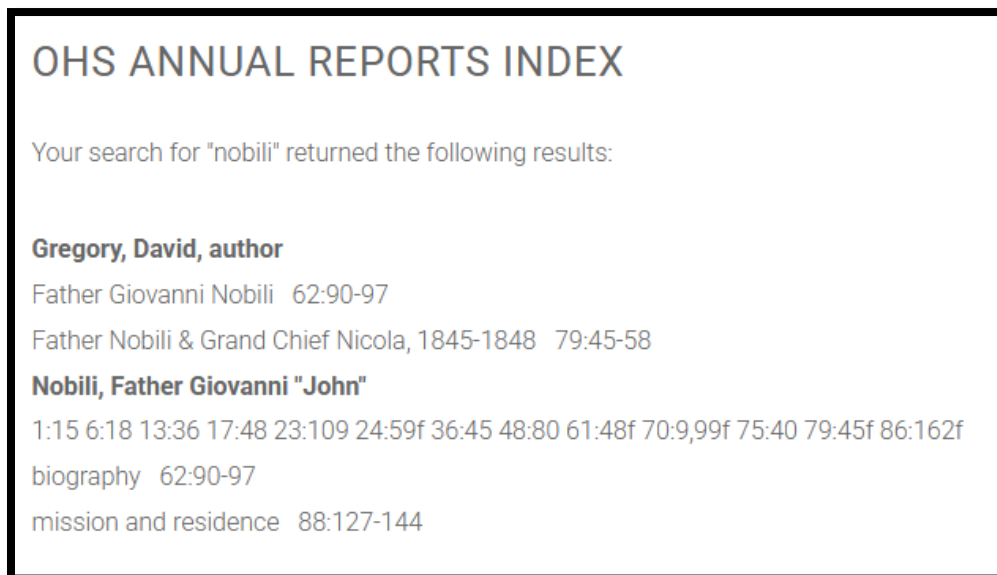 OHS ANNUAL REPORTS INDEX
Your search for "nobili" returned the following results:
Gregory, David, author
Father Giovanni Nobili 62:90-97
Father Nobili & Grand Chief Nicola, 1845-1848 79:45-58
Nobili, Father Giovanni "John"
1:15 6:18 13:36 17:48 23:109 24:59f 36:45 48:80 61:48f 70:9,99f 75:40 79:45f 86:162f
biography 62:90-97
mission and residence 88:127-144